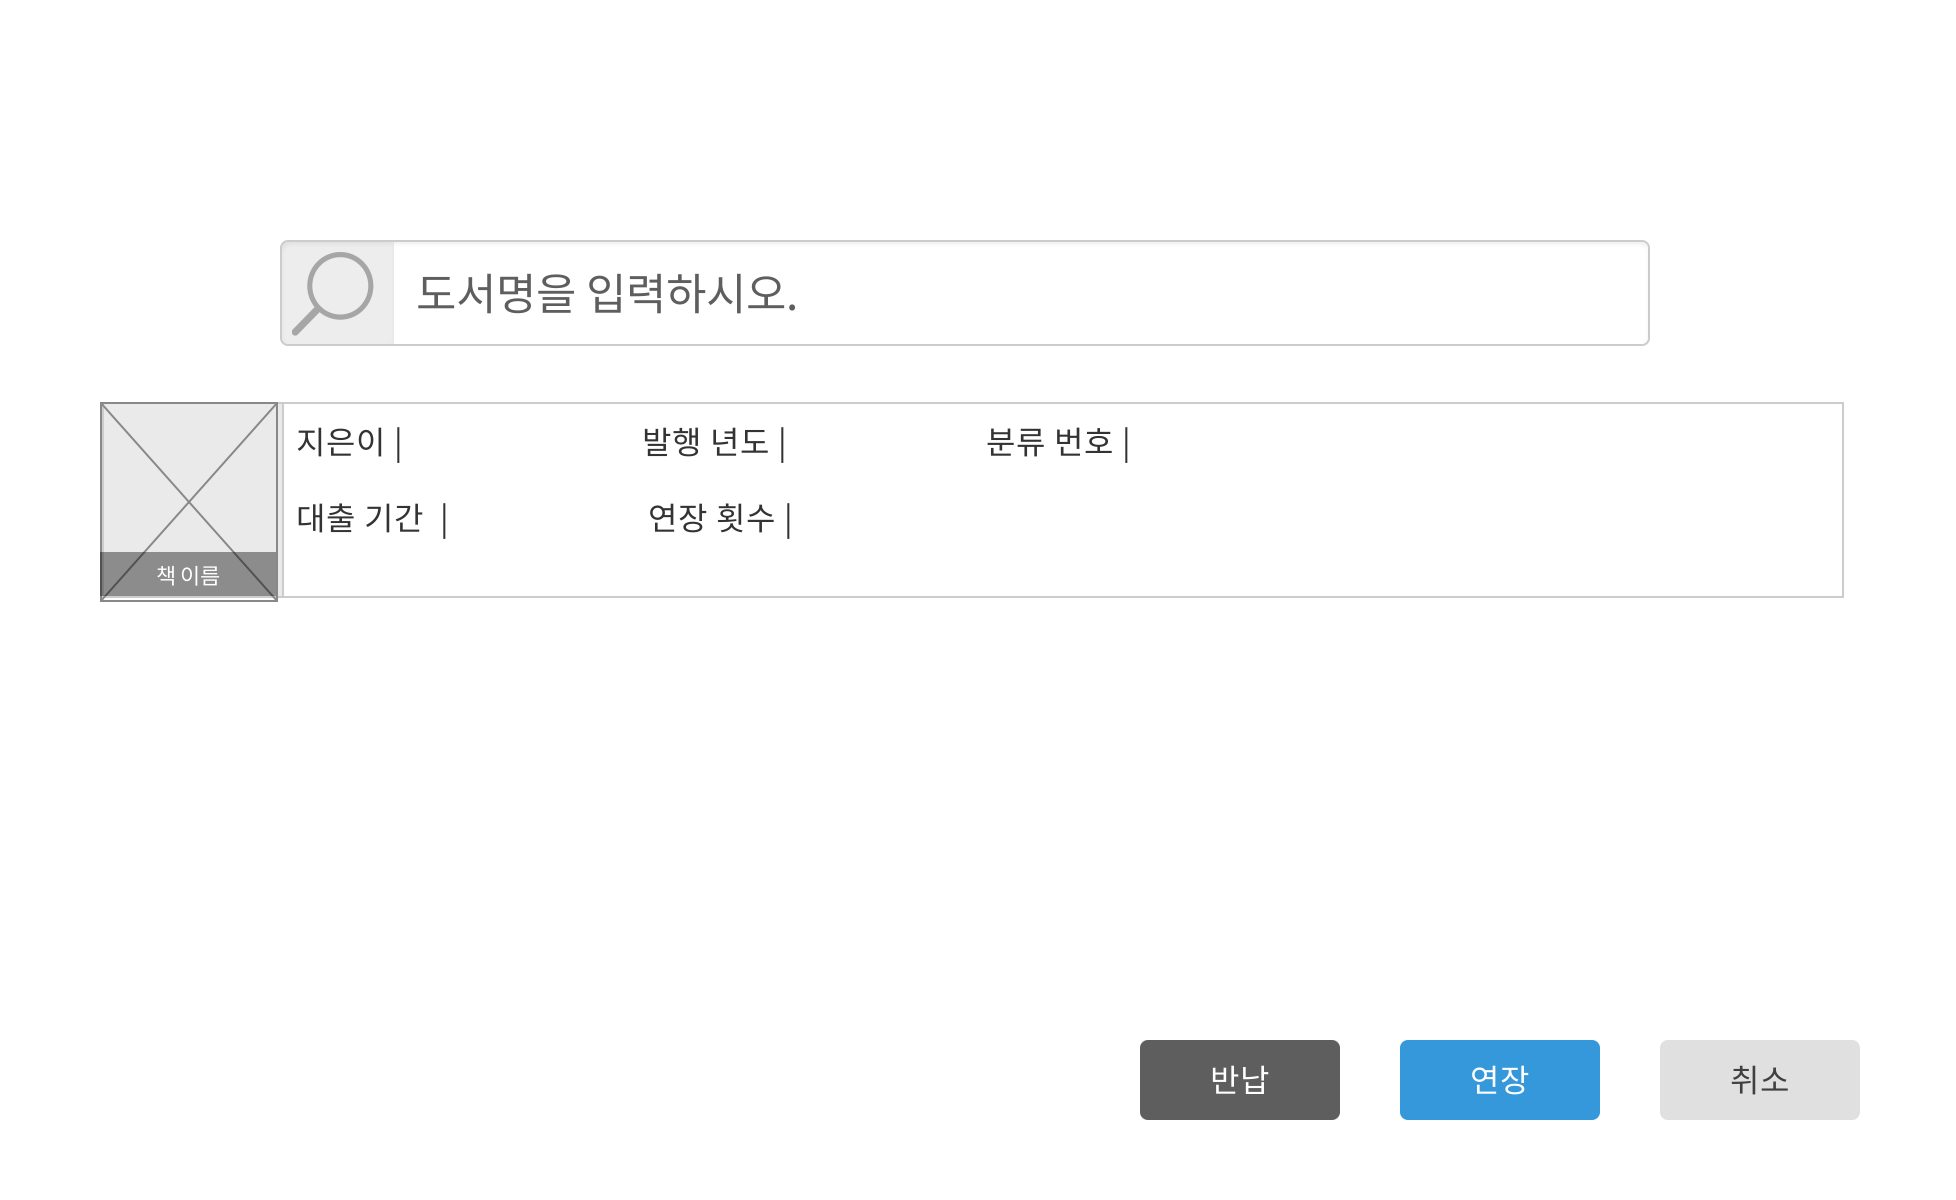 도서명을 입력하시오.
지은이 | 발행 년도 | 분류 번호 |
대출 기간 | 연장 횟수 |
책 이름
반납 연장 취소